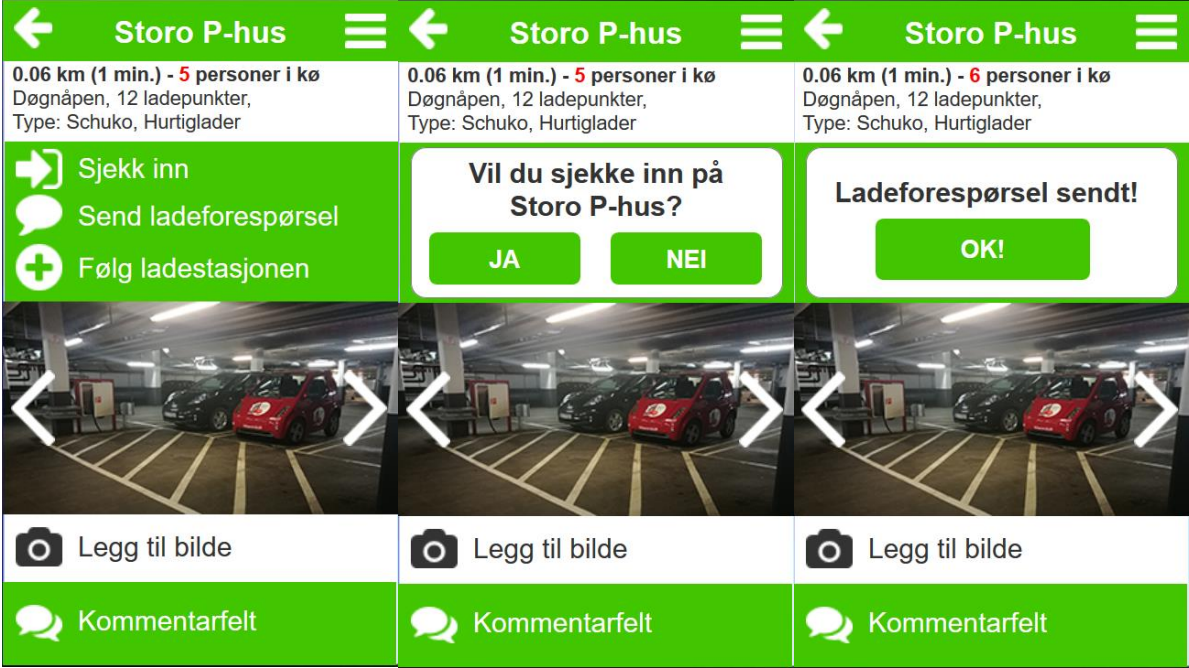 Storo P-hus
0.06 km (1 min.) - 5 personer i kø
Døgnåpen, 12 ladepunkter,
Type: Schuko, Hurtiglader
Sjekk inn
Send ladeforespørsel
Følg ladestasjonen
Legg til bilde
Kommentarfelt
Storo P-hus
0.06 km (1 min.) - 5 personer i kø
Døgnåpen, 12 ladepunkter,
Type: Schuko, Hurtiglader
Vil du sjekke inn på
Storo P-hus?
JA NEI
Legg til bilde
Kommentarfelt
Storo P-hus
0.06 km (1 min.) - 6 personer i kø
Døgnåpen, 12 ladepunkter,
Type: Schuko, Hurtiglader
Ladeforespørsel sendt!
OK!
Legg til bilde
Kommentarfelt